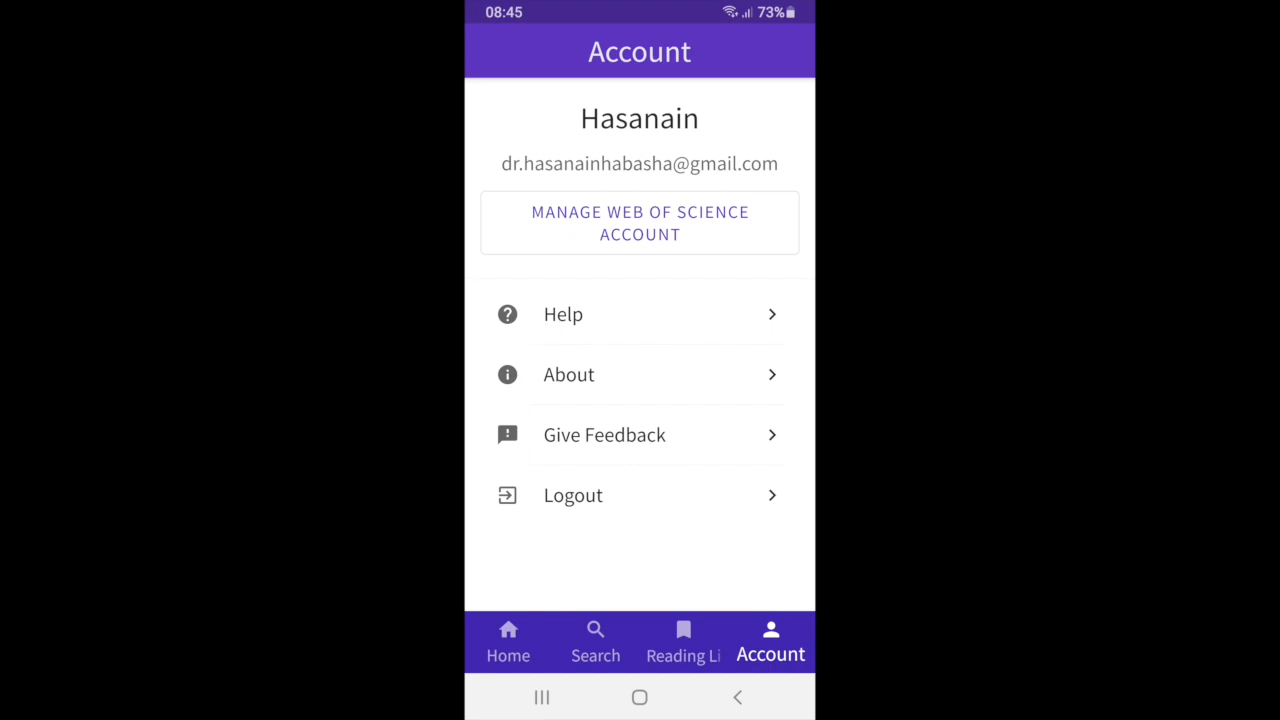 08:45 73%
Account
Hasanain
dr.hasanainhabasha@gmail.com
MANAGE WEB OF SCIENCE
ACCOUNT
Help
About
Give Feedback
Logout
Home Search Reading Li Account